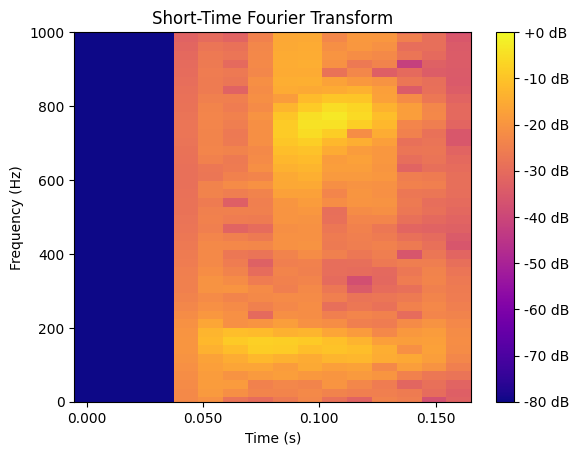 Short-Time Fourier Transform
1000
800
600
400
200
0
Frequency (Hz)
0.000
0.050
0.100
0.150
Time (s)
+0 dB
-10 dB
-20 dB
-30 dB
-40 dB
-50 dB
-60 dB
-70 dB
-80 dB